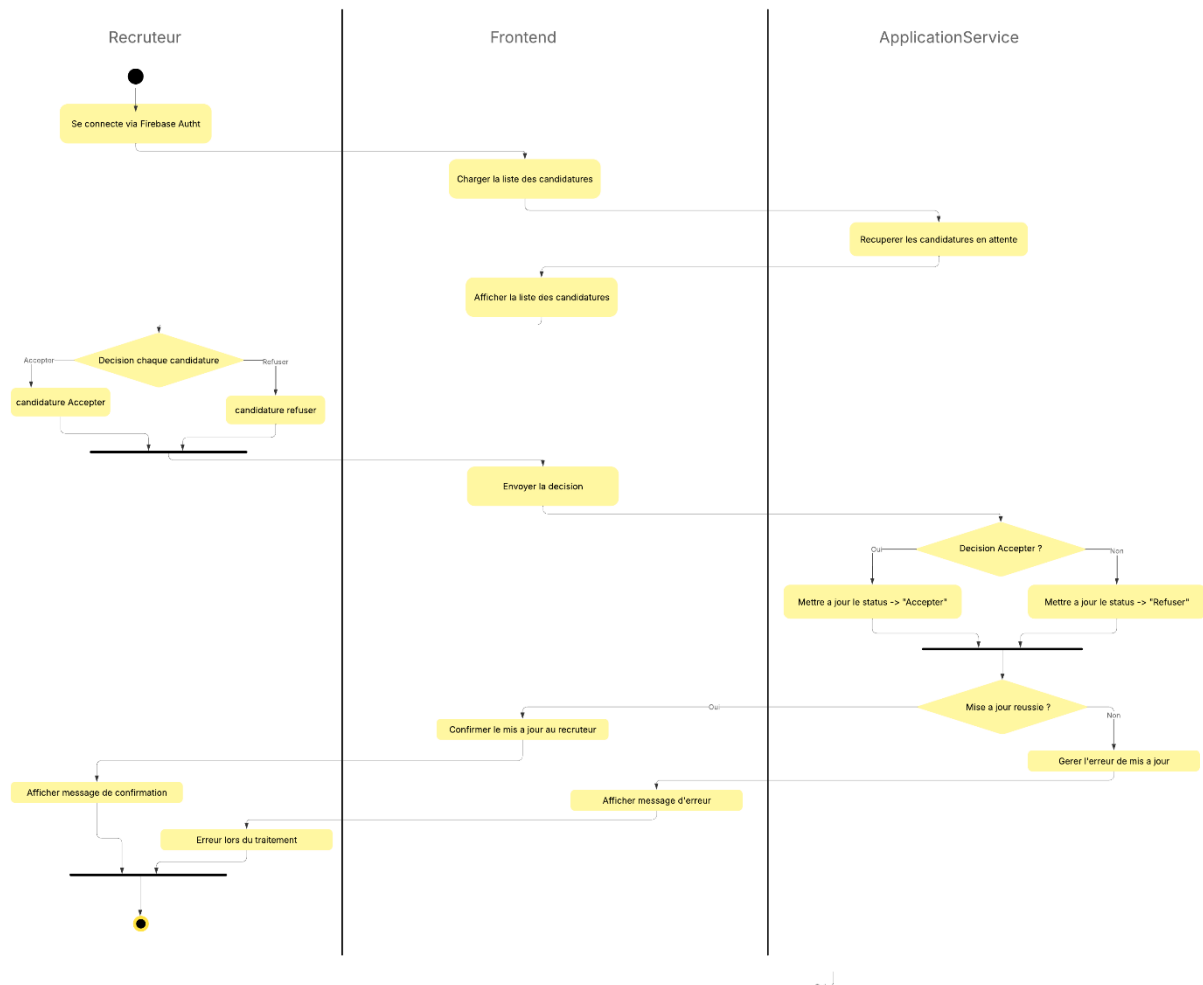 Recruteur
Frontend
ApplicationService
Se connecte via Firebase Autht
Charger la liste des candidatures
Recuperer les candidatures en attente
Afficher la liste des candidatures
Decision chaque candidature
Accepter
Refuser
candidature Accepter
candidature refuser
Envoyer la decision
Decision Accepter ?
Oui
Non
Mettre a jour le status -> "Accepter"
Mettre a jour le status -> "Refuser"
Mise a jour reussie ?
Oui
Non
Confirmer le mis a jour au recruteur
Gerer l'erreur de mis a jour
Afficher message de confirmation
Afficher message d'erreur
Erreur lors du traitement